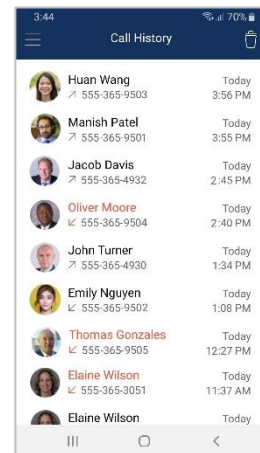 3:44 70%
Call History
Huan Wang Today
555-365-9503 3:56 PM
Manish Patel Today
555-365-9501 3:55 PM
Jacob Davis Today
555-365-4932 2:45 PM
Oliver Moore Today
555-365-9504 2:40 PM
John Turner Today
555-365-4930 1:34 PM
Emily Nguyen Today
555-365-9502 1:08 PM
Thomas Gonzales Today
555-365-9505 12:27 PM
Elaine Wilson Today
555-365-3051 11:37 AM
Elaine Wilson Today